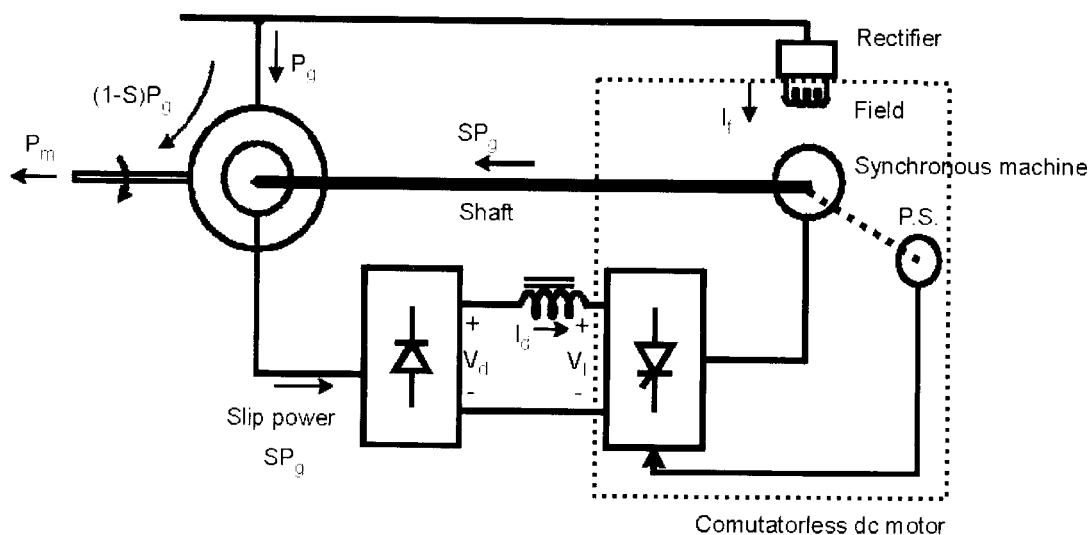 Rectifier
P_g
(1-S)P_g
I_f
Field
P_m
SP_g
Synchronous machine
Shaft
P.S.
+
I_d
+
V_d
V_I
-
-
Slip power
SP_g
Comutatorless dc motor